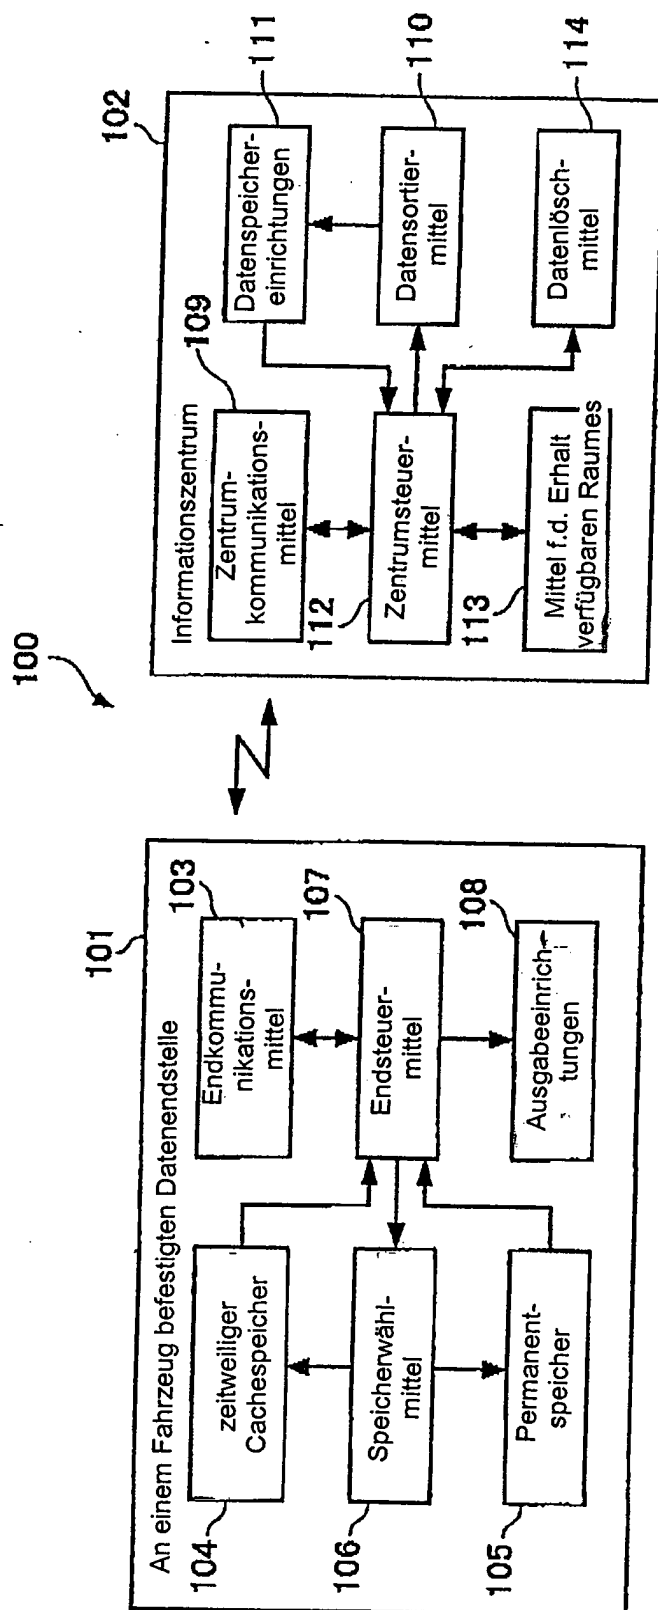 100
101
An einem Fahrzeug befestigten Datenendstelle
104
zeitweiliger
Cachespeicher
103
Endkommu-
nikations-
mittel
106
Speicherwähl-
mittel
107
Endsteuer-
mittel
105
Permanent-
speicher
108
Ausgabeeinrich-
tungen
102
Informationszentrum
109
Zentrum-
kommunikations-
mittel
111
Datenspeicher-
einrichtungen
112
Zentrumsteuer-
mittel
110
Datensortier-
mittel
113
Mittel f.d. Erhalt
verfügbaren Raumes
114
Datenlösch-
mittel